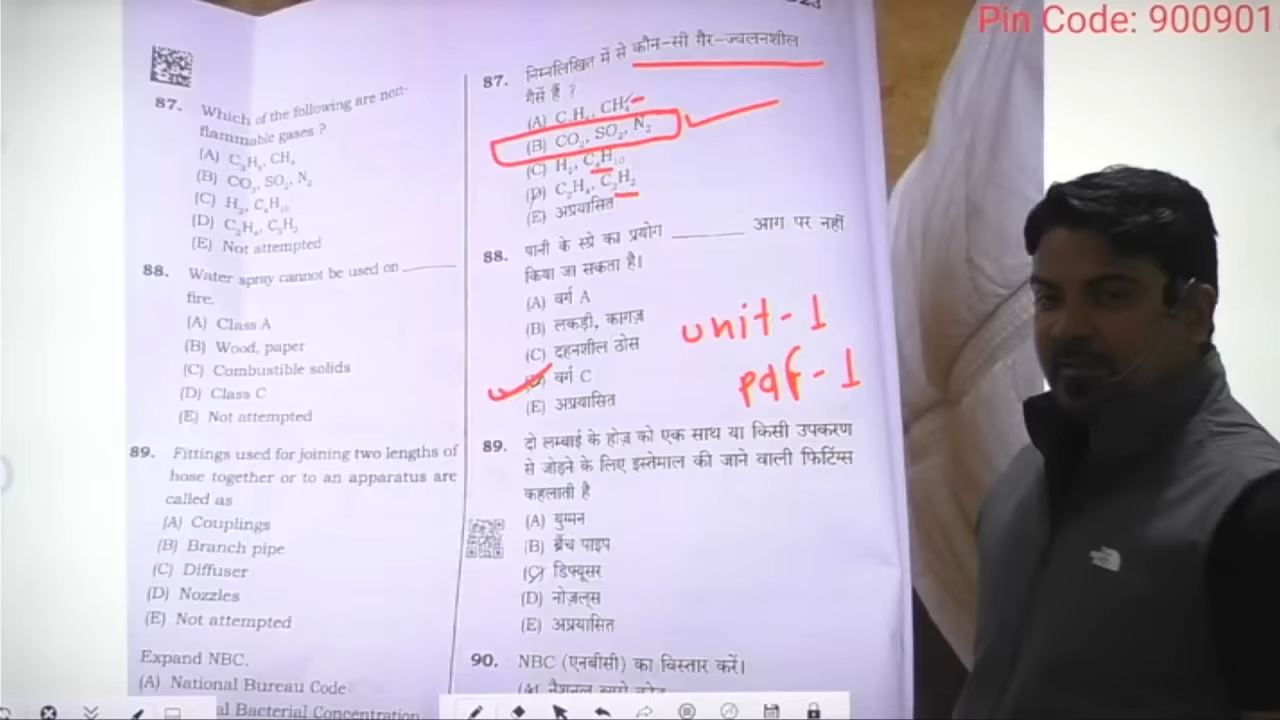 Pin Code: 900901
87. Which of the following are non-
flammable gases ?
(A) C₃H₈, CH₄
(B) CO₂, SO₂, N₂
(C) H₂, C₄H₁₀
(D) C₂H₄, C₂H₂
(E) Not attempted
88. Water spray cannot be used on ______
fire.
(A) Class A
(B) Wood, paper
(C) Combustible solids
(D) Class C
(E) Not attempted
89. Fittings used for joining two lengths of
hose together or to an apparatus are
called as
(A) Couplings
(B) Branch pipe
(C) Diffuser
(D) Nozzles
(E) Not attempted
Expand NBC.
(A) National Bureau Code
al Bacterial Concentration
87. निम्नलिखित में से कौन-सी गैर-ज्वलनशील
गैसें हैं ?
(A) CH₄
(B) CO₂, SO₂, N₂
(C) H₂, C₄H₁₀
(D) C₂H₄, C₂H₂
(E) अप्रयासित
88. पानी के स्प्रे का प्रयोग ______ आग पर नहीं
किया जा सकता है।
(A) वर्ग A
(B) लकड़ी, कागज़
(C) दहनशील ठोस
वर्ग C
(E) अप्रयासित
unit-1
pdf-1
89. दो लम्बाई के होज़ को एक साथ या किसी उपकरण
से जोड़ने के लिए इस्तेमाल की जाने वाली फिटिंग्स
कहलाती है
(A) युग्मन
(B) ब्रैंच पाइप
(C) डिफ्यूसर
(D) नोज़ल्स
(E) अप्रयासित
90. NBC (एनबीसी) का विस्तार करें।